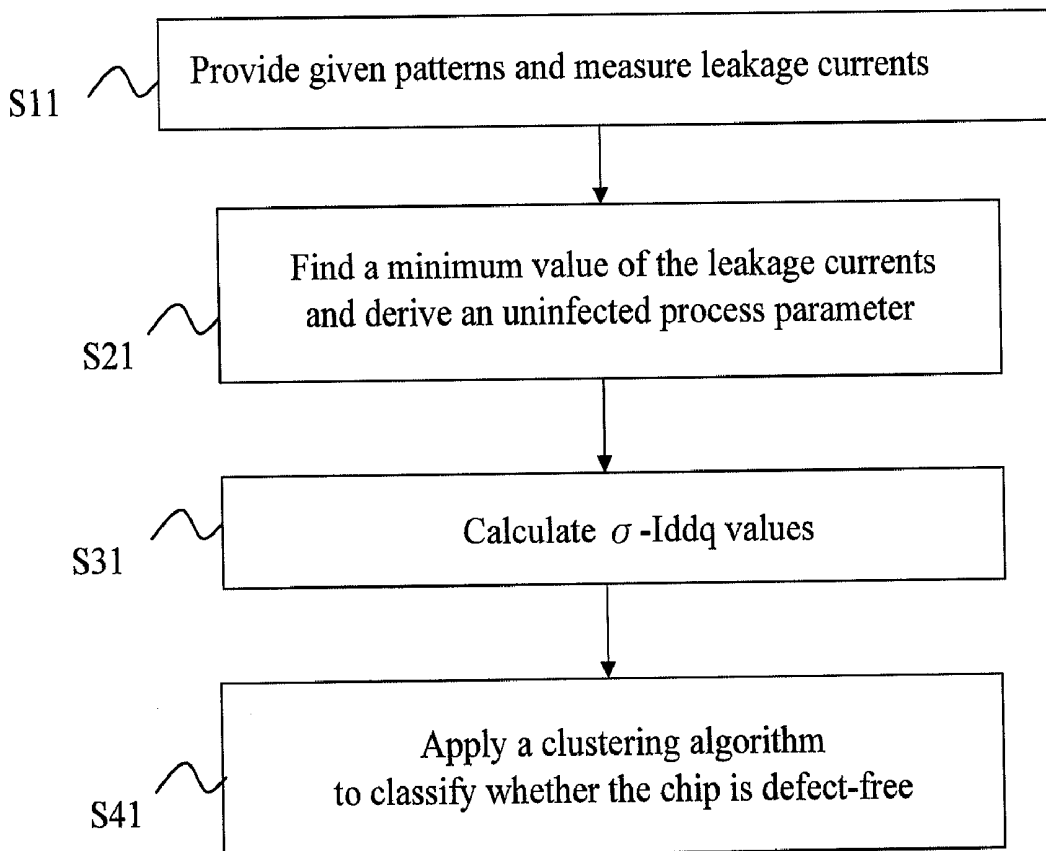 Provide given patterns and measure leakage currents
S11
Find a minimum value of the leakage currents
and derive an uninfected process parameter
S21
Calculate σ-Iddq values
S31
Apply a clustering algorithm
to classify whether the chip is defect-free
S41